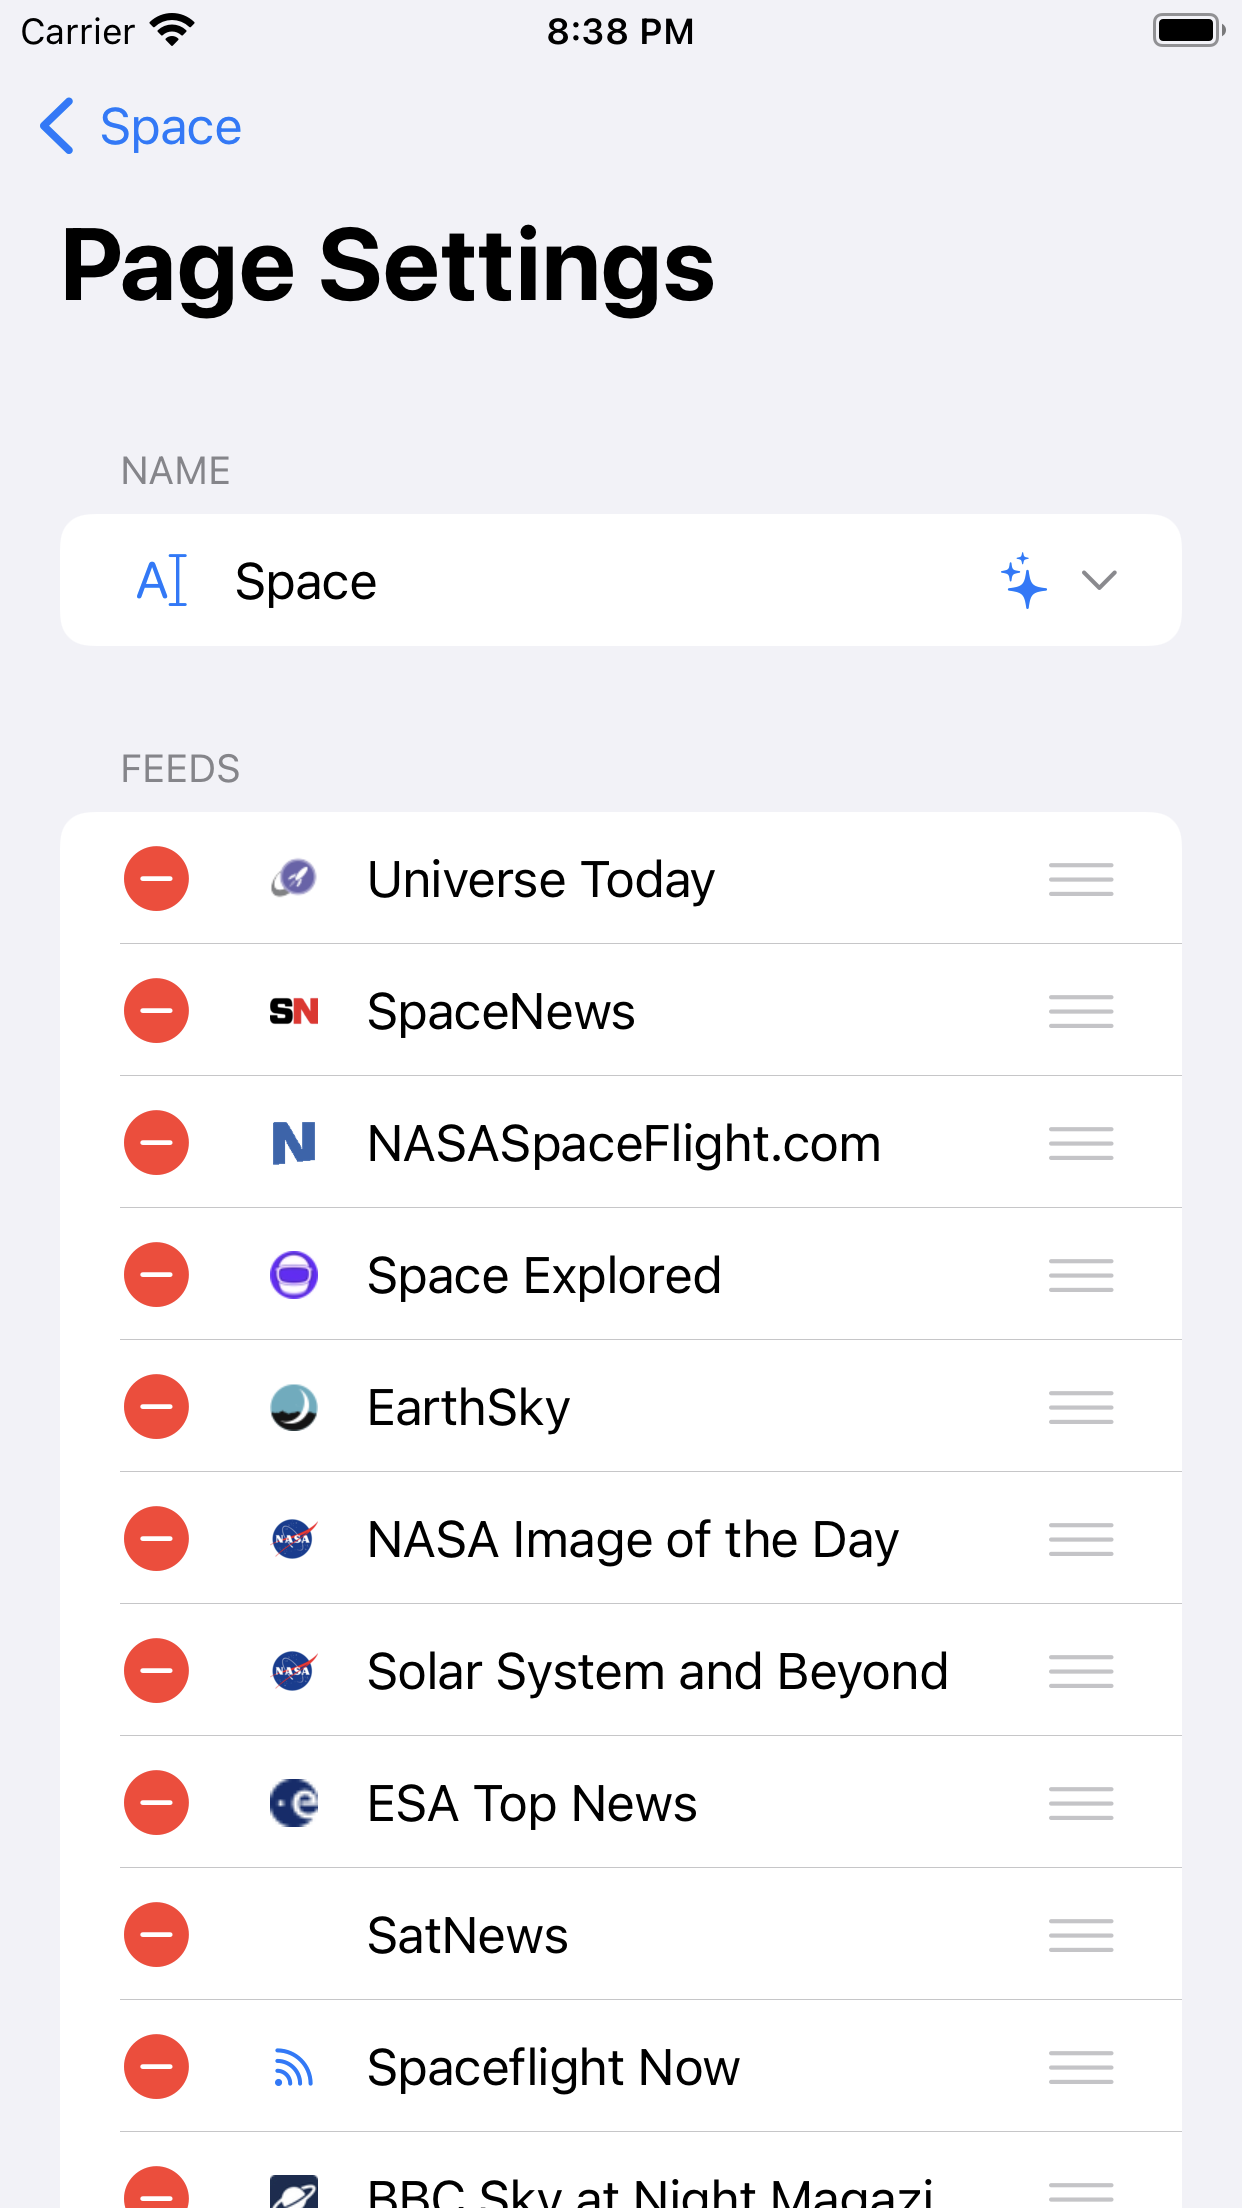 Carrier 8:38 PM
Space
Page Settings
NAME
A Space
FEEDS
Universe Today
SN SpaceNews
N NASASpaceFlight.com
Space Explored
EarthSky
NASA NASA Image of the Day
NASA Solar System and Beyond
e ESA Top News
SatNews
Spaceflight Now
BBC Sky at Night Magazi